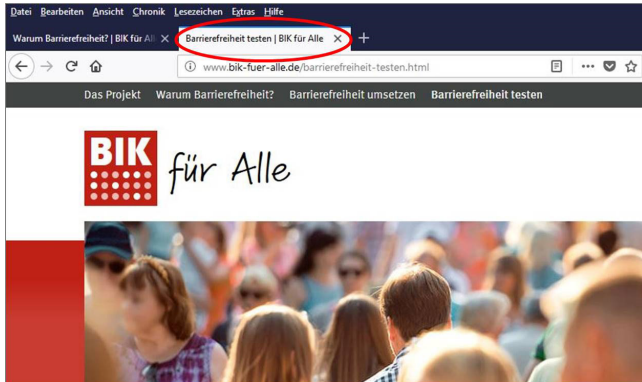 Datei Bearbeiten Ansicht Chronik Lesezeichen Extras Hilfe
Warum Barrierefreiheit? | BIK für All Barrierefreiheit testen | BIK für Alle
www.bik-fuer-alle.de/barrierefreiheit-testen.html
Das Projekt Warum Barrierefreiheit? Barrierefreiheit umsetzen Barrierefreiheit testen
BIK für Alle